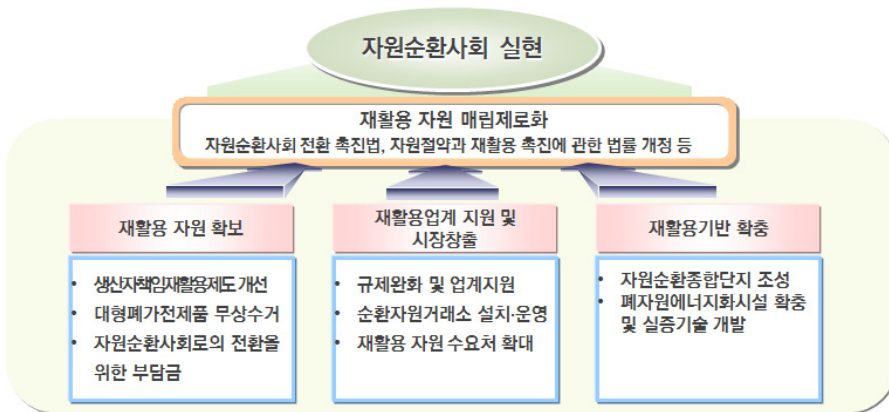 자원순환사회 실현
재활용 자원 매립제로화
자원순환사회 전환 촉진법, 자원절약과 재활용 촉진에 관한 법률 개정 등
재활용 자원 확보
• 생산자책임재활용제도 개선
• 대형폐가전제품 무상수거
• 자원순환사회로의 전환을
위한 부담금
재활용업계 지원 및
시장창출
• 규제완화 및 업계지원
• 순환자원거래소 설치·운영
• 재활용 자원 수요처 확대
재활용기반 확충
• 자원순환종합단지 조성
• 폐자원에너지화시설 확충
및 실증기술 개발